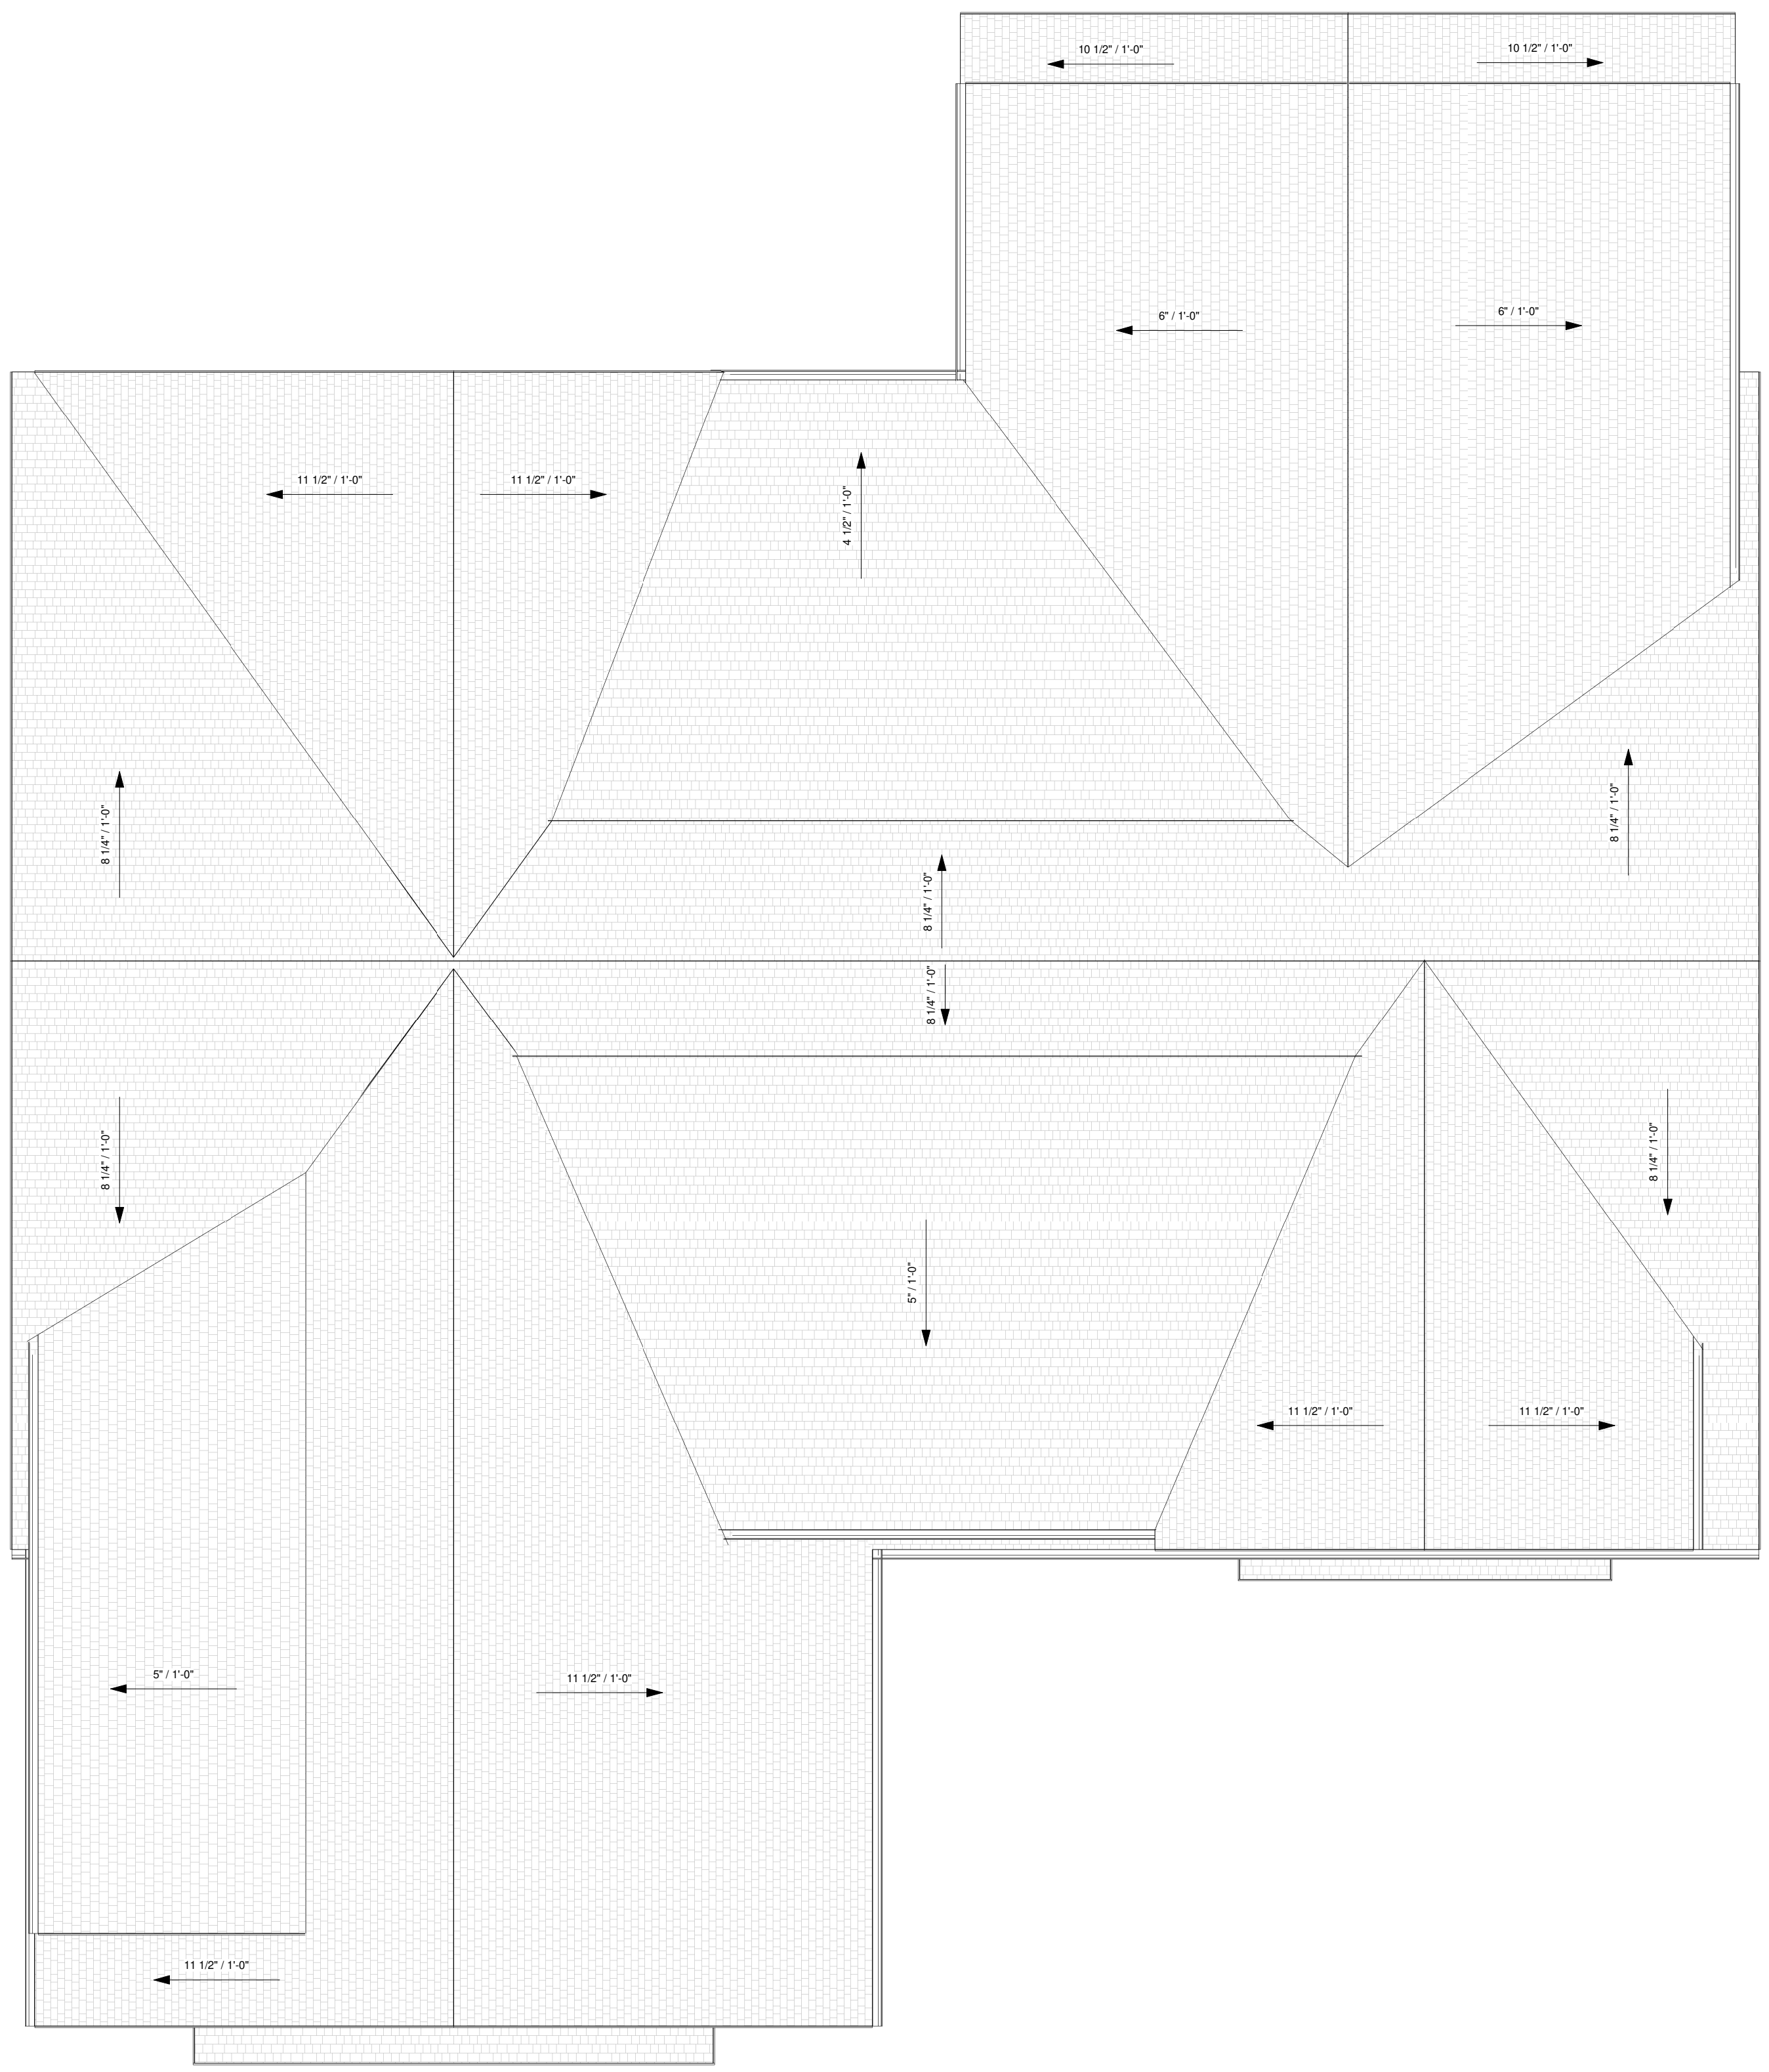 10 1/2" / 1'-0"
10 1/2" / 1'-0"
6" / 1'-0"
6" / 1'-0"
11 1/2" / 1'-0"
11 1/2" / 1'-0"
4 1/2" / 1'-0"
8 1/4" / 1'-0"
8 1/4" / 1'-0"
8 1/4" / 1'-0"
8 1/4" / 1'-0"
8 1/4" / 1'-0"
8 1/4" / 1'-0"
5" / 1'-0"
11 1/2" / 1'-0"
11 1/2" / 1'-0"
5" / 1'-0"
11 1/2" / 1'-0"
11 1/2" / 1'-0"